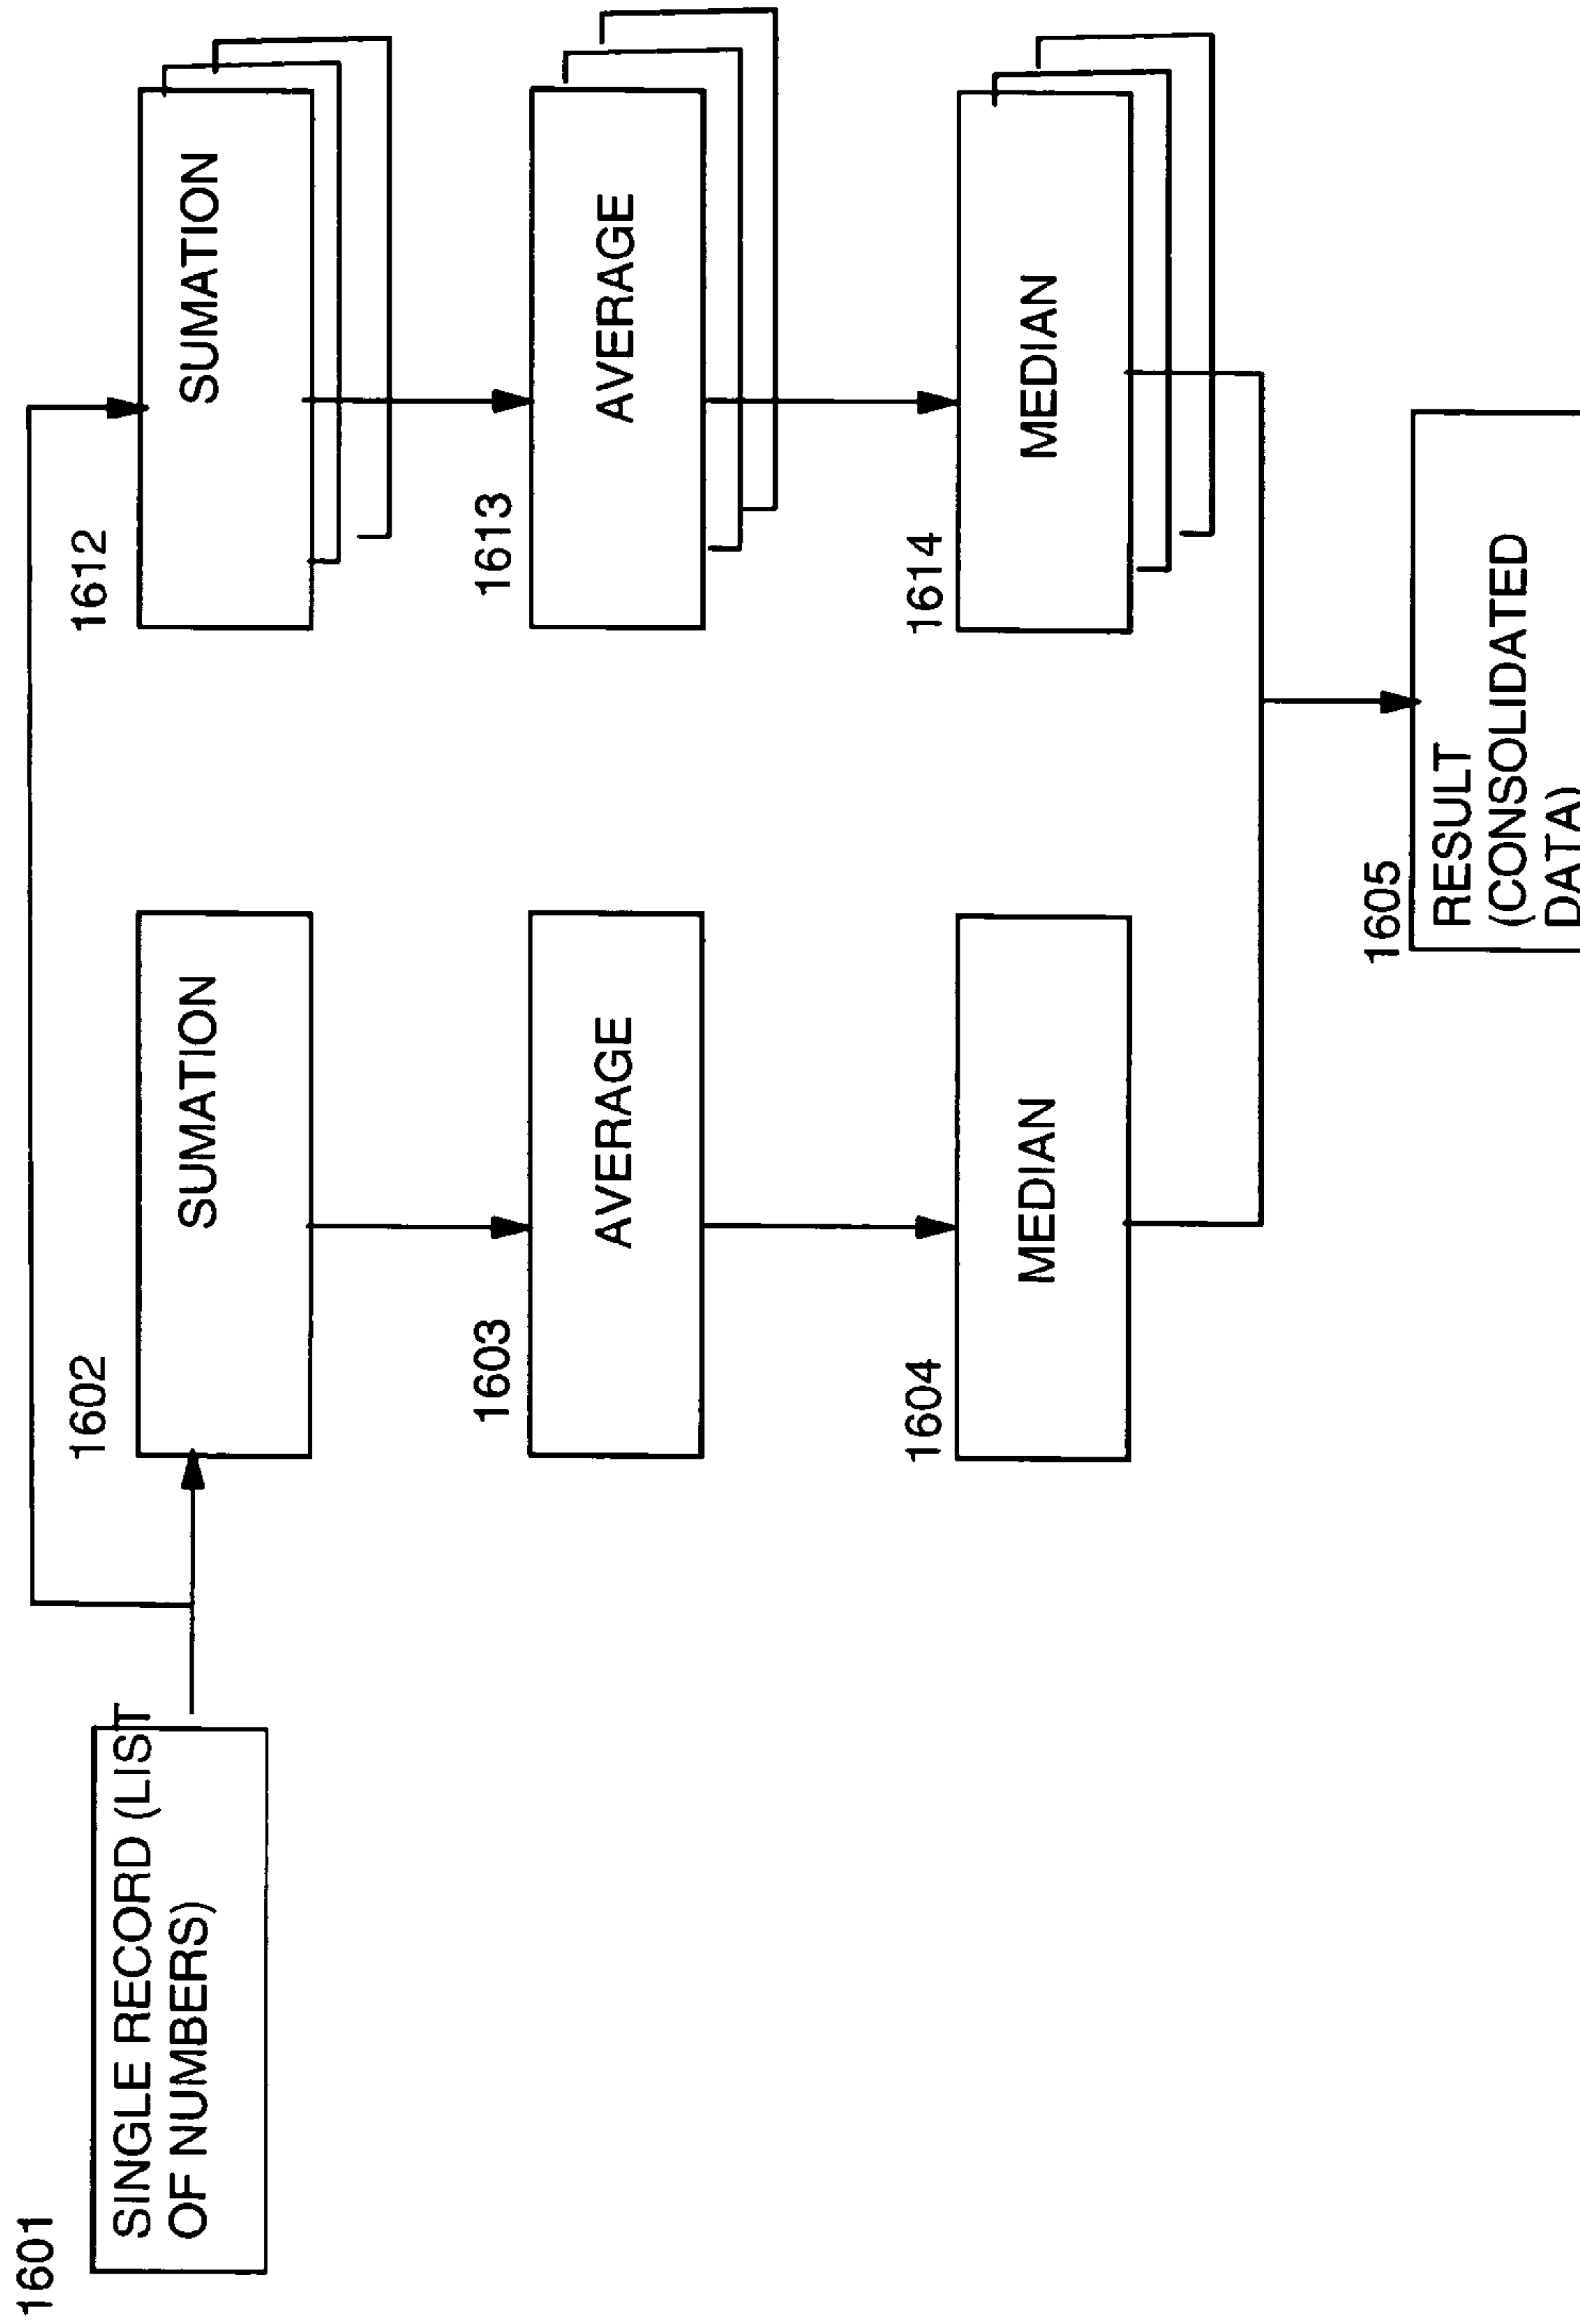 1601
SINGLE RECORD (LIST
OF NUMBERS)
1602
SUMATION
1603
AVERAGE
1604
MEDIAN
1612
SUMATION
1613
AVERAGE
1614
MEDIAN
1605
RESULT
(CONSOLIDATED
DATA)